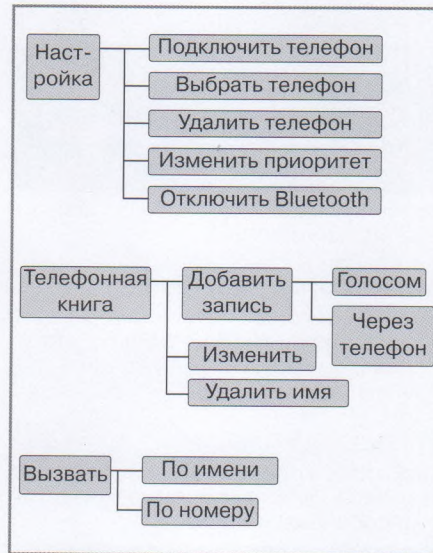 Наст-
ройка
Подключить телефон
Выбрать телефон
Удалить телефон
Изменить приоритет
Отключить Bluetooth
Телефонная
книга
Добавить
запись
Голосом
Через
телефон
Изменить
Удалить имя
Вызвать
По имени
По номеру